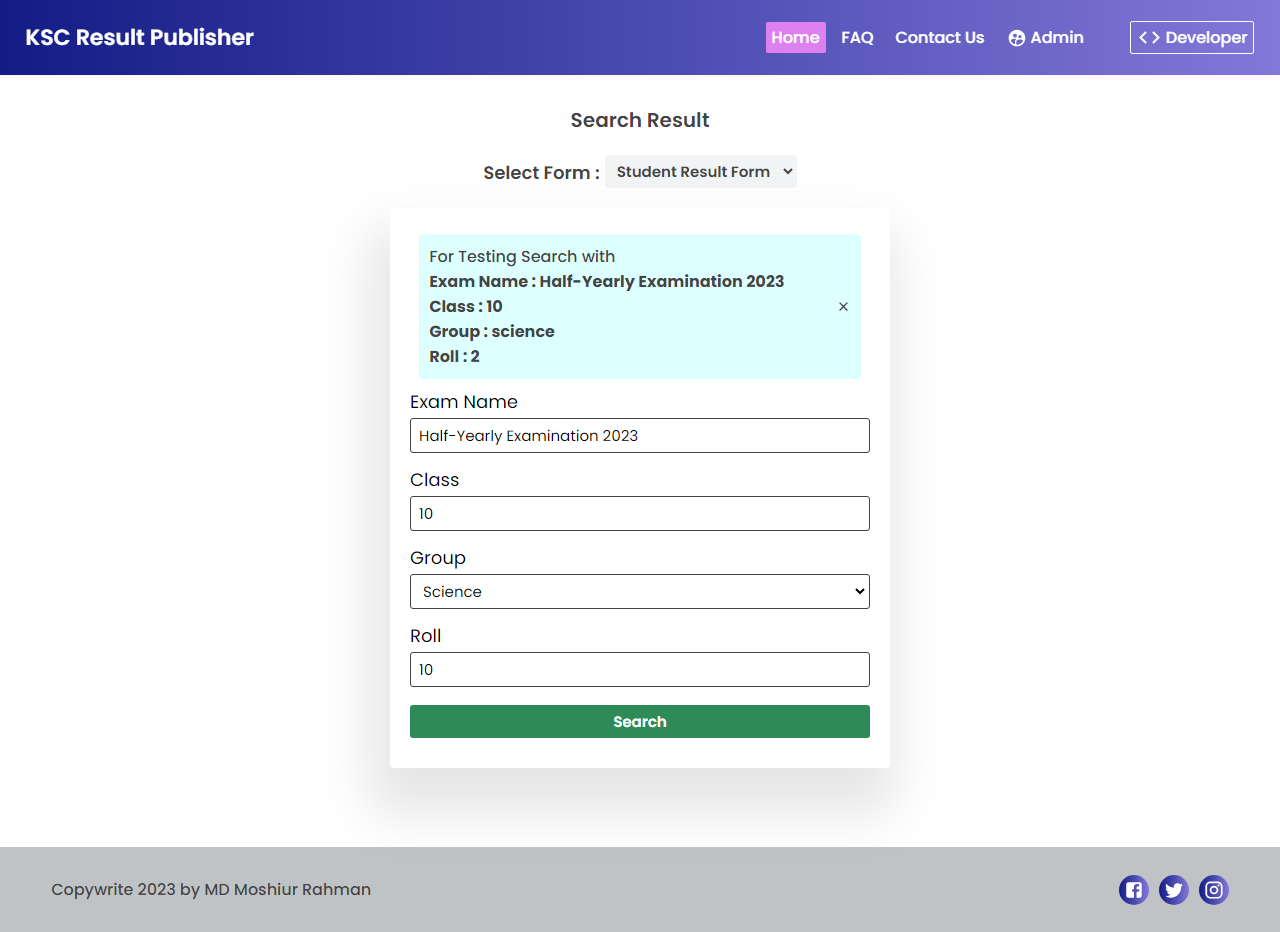 KSC Result Publisher
Home FAQ Contact Us Admin <> Developer
Search Result
Select Form : Student Result Form
For Testing Search with
Exam Name : Half-Yearly Examination 2023
Class : 10
Group : science
Roll : 2
×
Exam Name
Half-Yearly Examination 2023
Class
10
Group
Science
Roll
10
Search
Copywrite 2023 by MD Moshiur Rahman